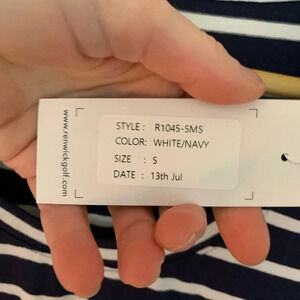 www.renwickgolf.com
STYLE : R1045-SMS
COLOR: WHITE/NAVY
SIZE : S
DATE : 13th Jul